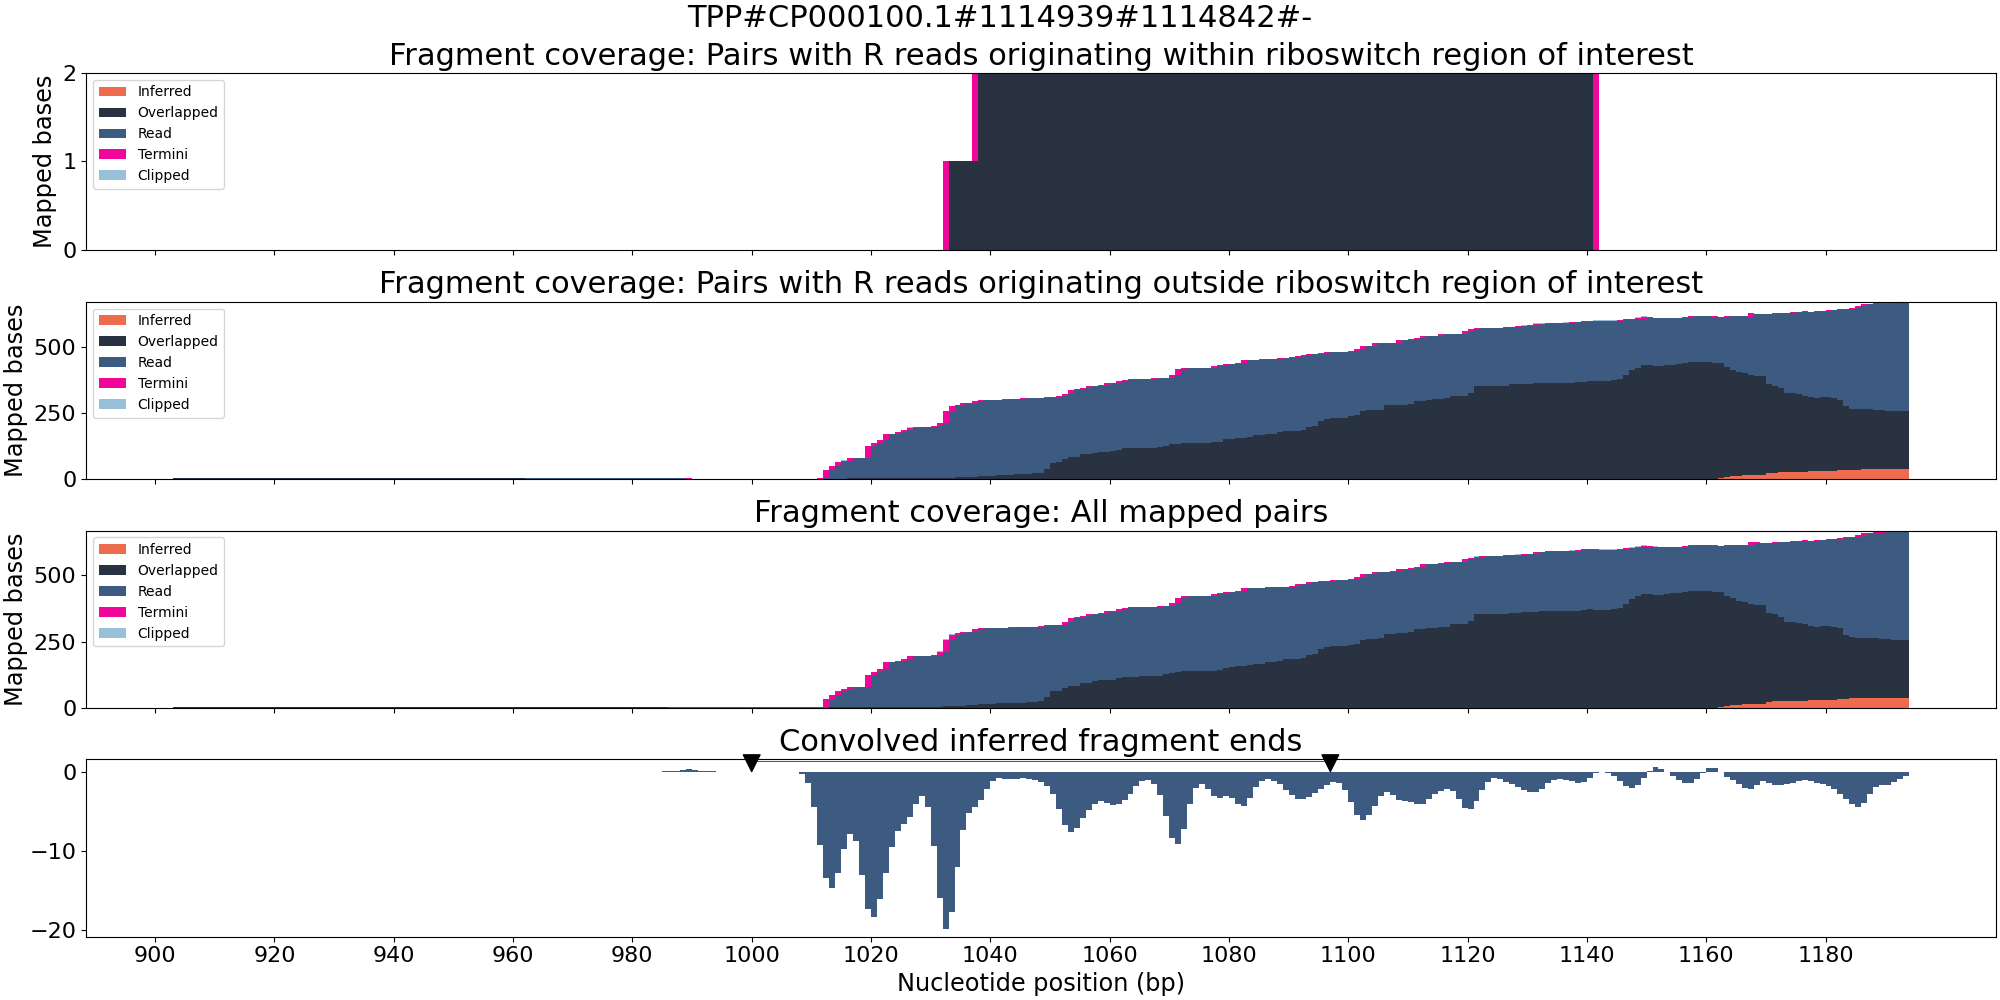 TPP#CP000100.1#1114939#1114842#-
Fragment coverage: Pairs with R reads originating within riboswitch region of interest
Mapped bases
2
1
0
Inferred
Overlapped
Read
Termini
Clipped
Fragment coverage: Pairs with R reads originating outside riboswitch region of interest
Mapped bases
500
250
0
Inferred
Overlapped
Read
Termini
Clipped
Fragment coverage: All mapped pairs
Mapped bases
500
250
0
Inferred
Overlapped
Read
Termini
Clipped
Convolved inferred fragment ends
0
−10
−20
900 920 940 960 980 1000 1020 1040 1060 1080 1100 1120 1140 1160 1180
Nucleotide position (bp)